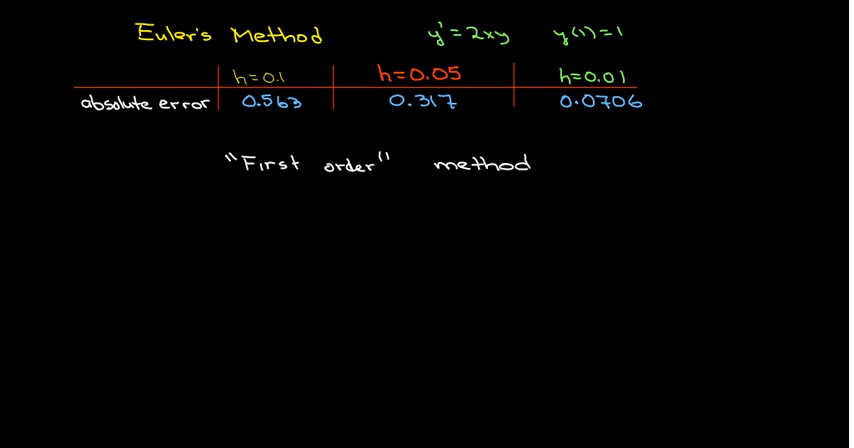 Euler's Method y' = 2xy y(1) = 1
h = 0.1 h = 0.05 h = 0.01
absolute error 0.563 0.317 0.0706
"First order" method